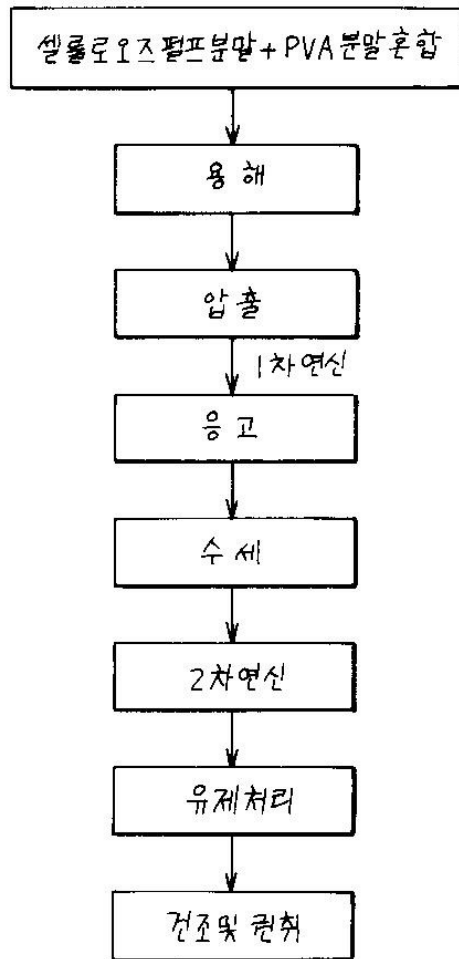 셀룰로오즈펄프분말+PVA분말혼합
용해
압출
1차연신
응고
수세
2차연신
유제처리
건조및 권취